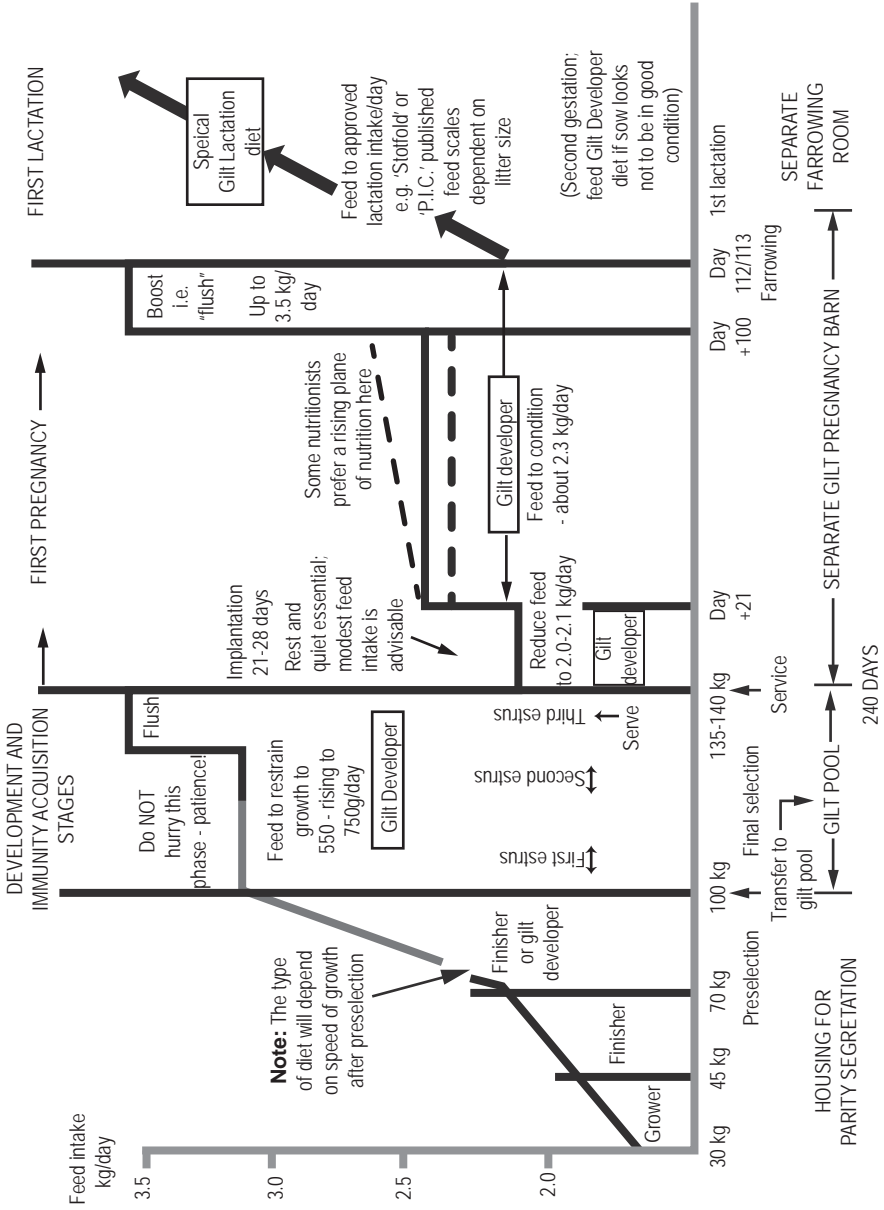 Feed intake
kg/day
3.5
3.0
2.5
2.0
DEVELOPMENT AND
IMMUNITY ACQUISITION
STAGES
FIRST PREGNANCY
FIRST LACTATION
Note: The type
of diet will depend
on speed of growth
after preselection
Grower
Finisher
Finisher
or gilt
developer
Do NOT
hurry this
phase - patience!
Flush
Feed to restrain
growth to
550 - rising to
750g/day
Gilt Developer
First estrus
Second estrus
Third estrus
Serve
Implantation
21-28 days
Rest and
quiet essential;
modest feed
intake is
advisable
Reduce feed
to 2.0-2.1 kg/day
Gilt
developer
Some nutritionists
prefer a rising plane
of nutrition here
Gilt developer
Feed to condition
- about 2.3 kg/day
Boost
i.e.
"flush"
Up to
3.5 kg/
day
Speical
Gilt Lactation
diet
Feed to approved
lactation intake/day
e.g. 'Stotfold' or
'P.I.C.' published
feed scales
dependent on
litter size
(Second gestation;
feed Gilt Developer
diet if sow looks
not to be in good
condition)
30 kg
45 kg
70 kg
100 kg
135-140 kg
Day
+21
Day
+100
Day
112/113
Farrowing
1st lactation
Preselection
Final selection
Service
Transfer to
gilt pool
HOUSING FOR
PARITY SEGRETATION
GILT POOL
240 DAYS
SEPARATE GILT PREGNANCY BARN
SEPARATE
FARROWING
ROOM